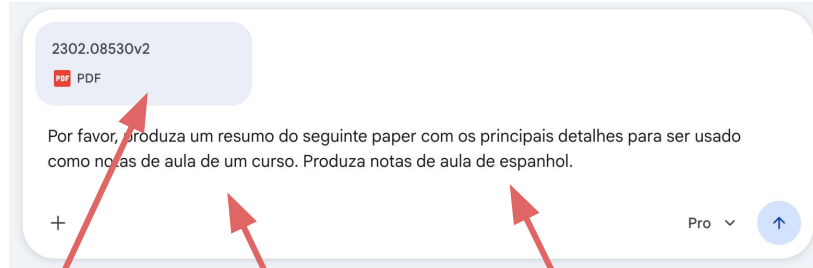 2302.08530v2
PDF PDF
Por favor, produza um resumo do seguinte paper com os principais detalhes para ser usado
como notas de aula de um curso. Produza notas de aula de espanhol.
Pro